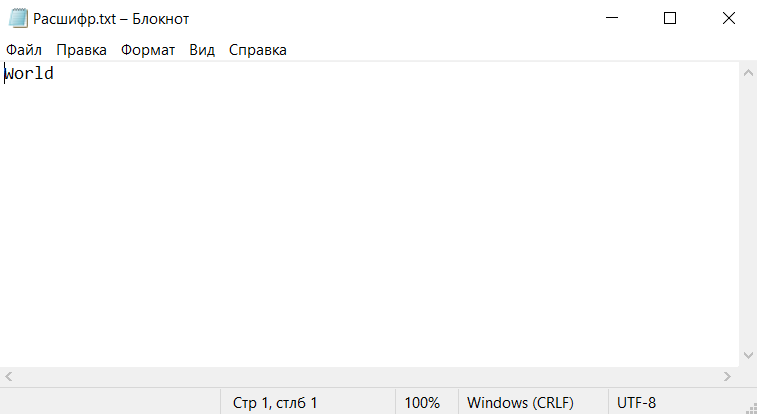 Расшифр.txt – Блокнот
Файл Правка Формат Вид Справка
World
Стр 1, стлб 1 100% Windows (CRLF) UTF-8